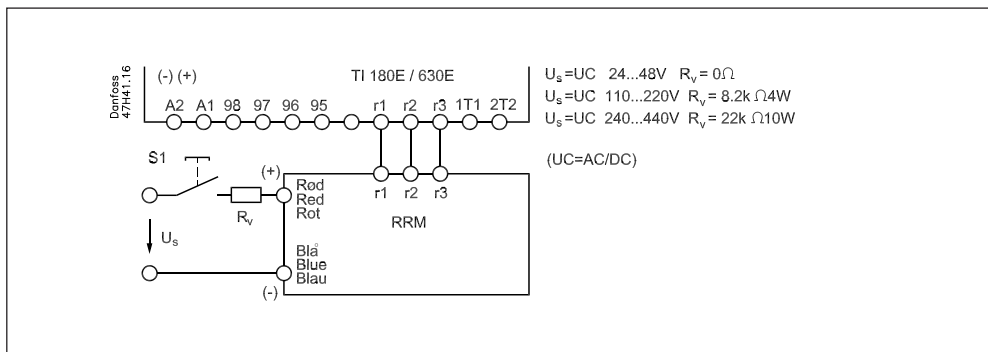 Danfoss
47H41.16
(-) (+)
TI 180E / 630E
A2 A1 98 97 96 95 r1 r2 r3 1T1 2T2
U_s =UC 24...48V R_v = 0Ω
U_s =UC 110...220V R_v = 8.2k Ω4W
U_s =UC 240...440V R_v = 22k Ω10W
(UC=AC/DC)
S1
(+)
r1 r2 r3
Rød
Red
Rot
R_v
RRM
U_s
Blå
Blue
Blau
(-)